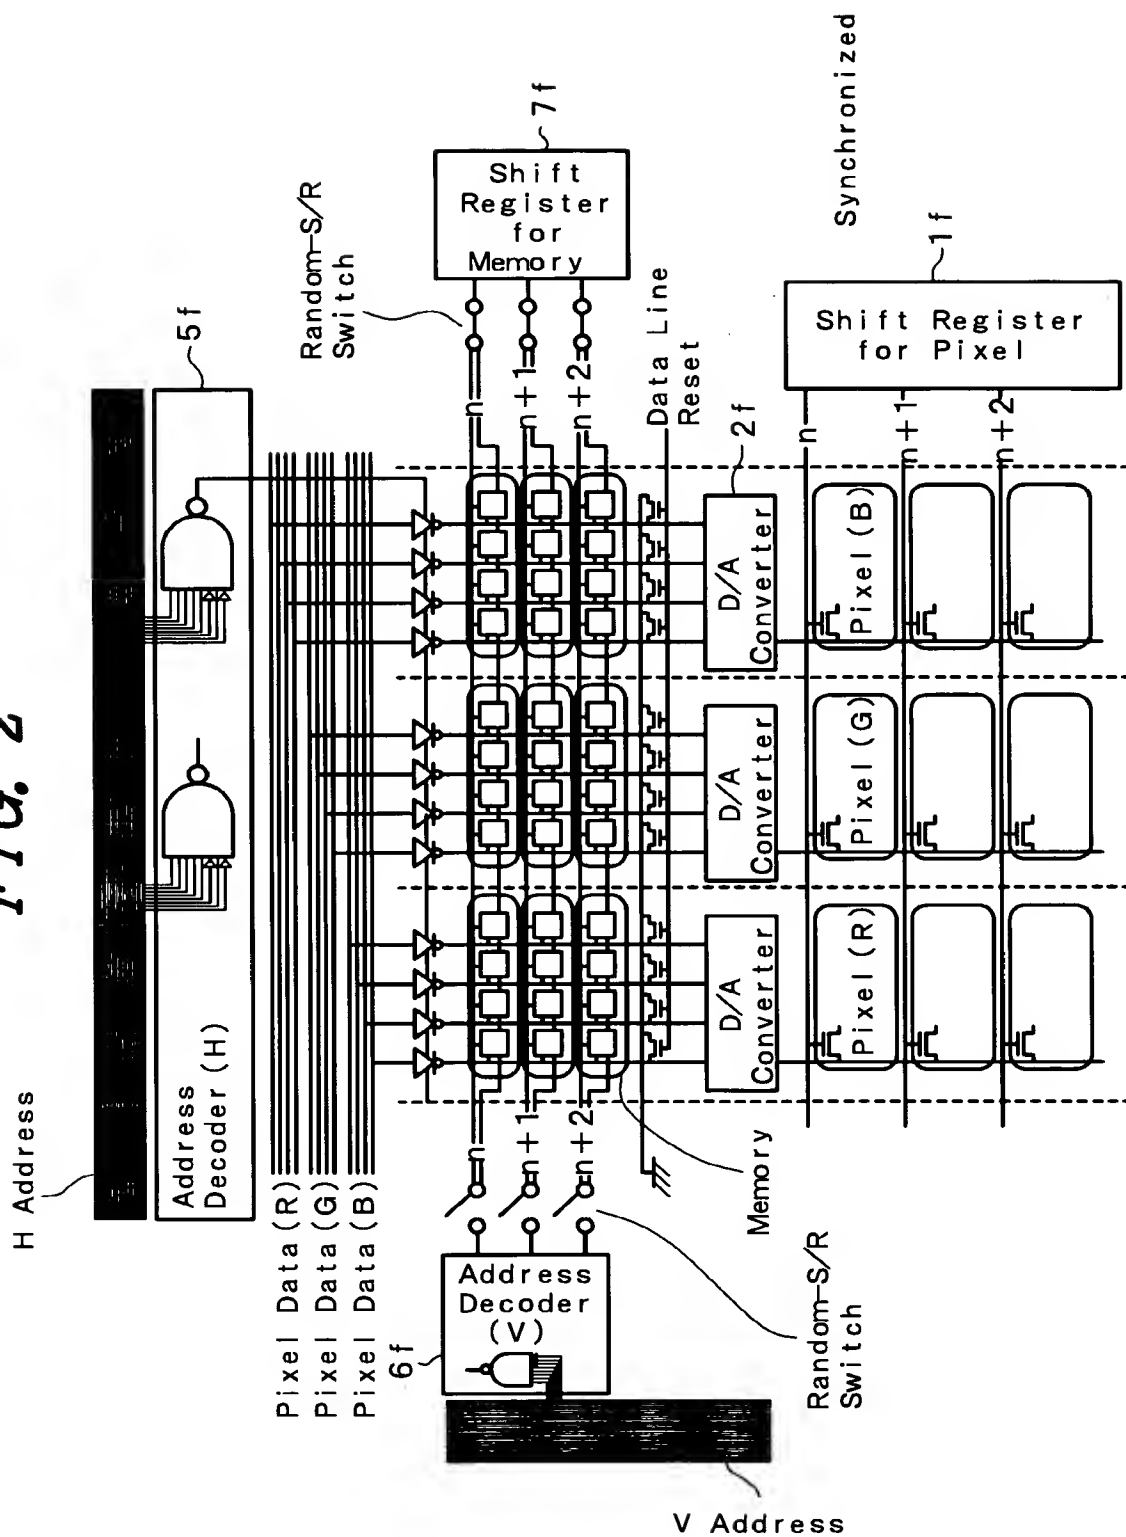 FIG. 2
H Address
5f
Address
Decoder(H)
Pixel Data(R)
Pixel Data(G)
Pixel Data(B)
Random-S/R
Switch
7f
Shift
Register
for
Memory
n
n+1
n+2
n
n+1
n+2
Address
Decoder
(V)
6f
V Address
Random-S/R
Switch
Memory
Data Line
Reset
2f
D/A
Converter
D/A
Converter
D/A
Converter
Synchronized
1f
Shift Register
for Pixel
n
n+1
n+2
Pixel(R)
Pixel(G)
Pixel(B)